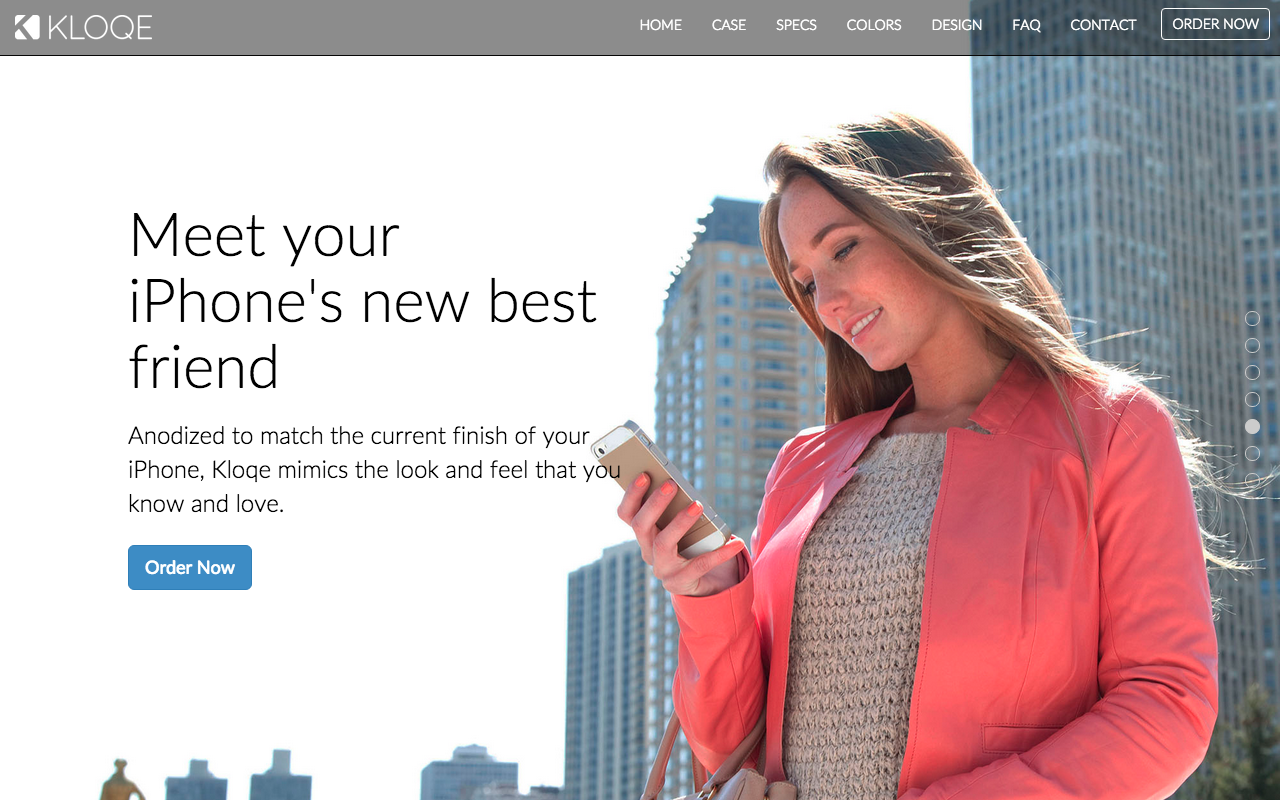 KLOQE
HOME CASE SPECS COLORS DESIGN FAQ CONTACT ORDER NOW
Meet your
iPhone's new best
friend
Anodized to match the current finish of your
iPhone, Kloqe mimics the look and feel that you
know and love.
Order Now